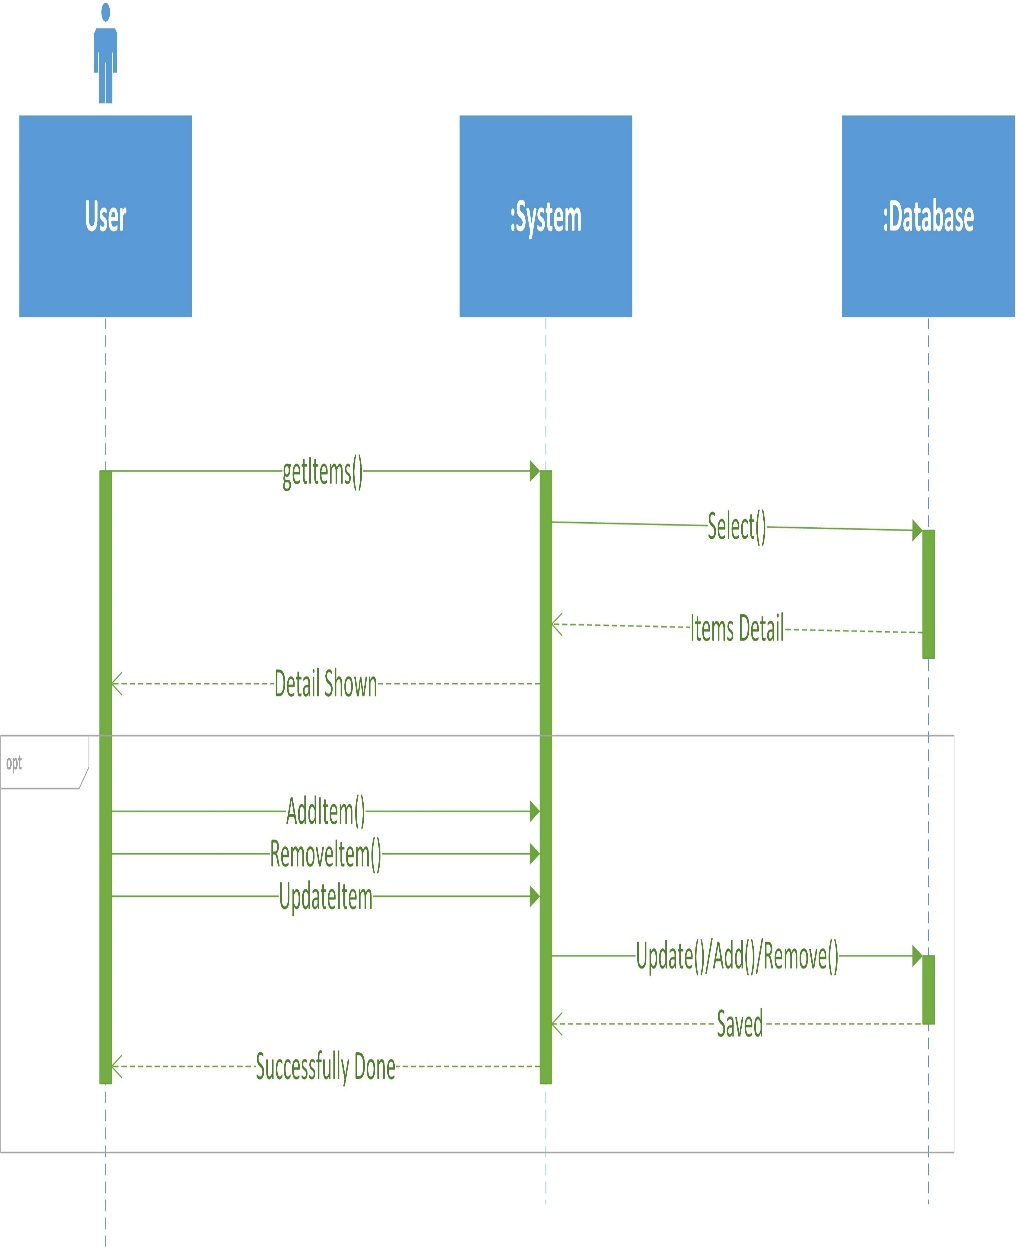 User
:System
:Database
getItems()
Select()
Items Detail
Detail Shown
opt
AddItem()
RemoveItem()
UpdateItem
Update()/Add()/Remove()
Saved
Successfully Done